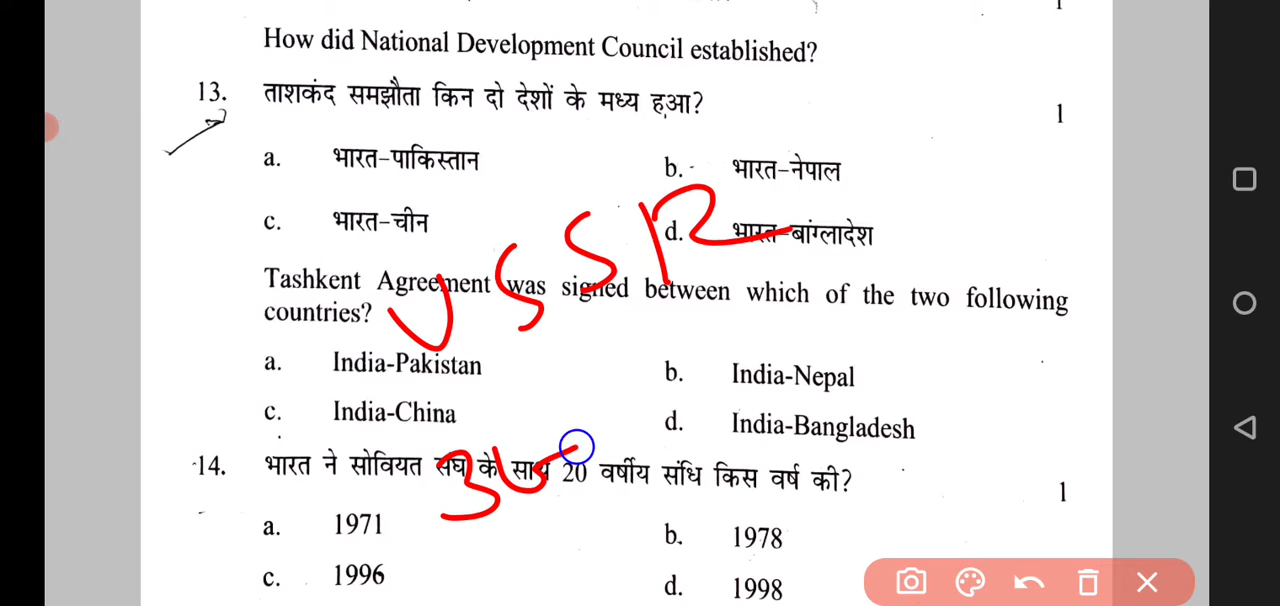 1
How did National Development Council established?
13. ताशकंद समझौता किन दो देशों के मध्य हुआ? 1
a. भारत-पाकिस्तान b. भारत-नेपाल
c. भारत-चीन d. भारत-बांग्लादेश
USSR
Tashkent Agreement was signed between which of the two following
countries?
a. India-Pakistan b. India-Nepal
c. India-China d. India-Bangladesh
14. भारत ने सोवियत संघ के साथ 20 वर्षीय संधि किस वर्ष की? 1
a. 1971 b. 1978
c. 1996 d. 1998